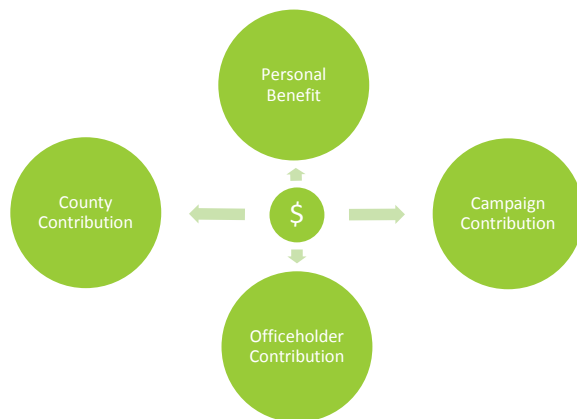 Personal
Benefit
County
Contribution
$
Campaign
Contribution
Officeholder
Contribution